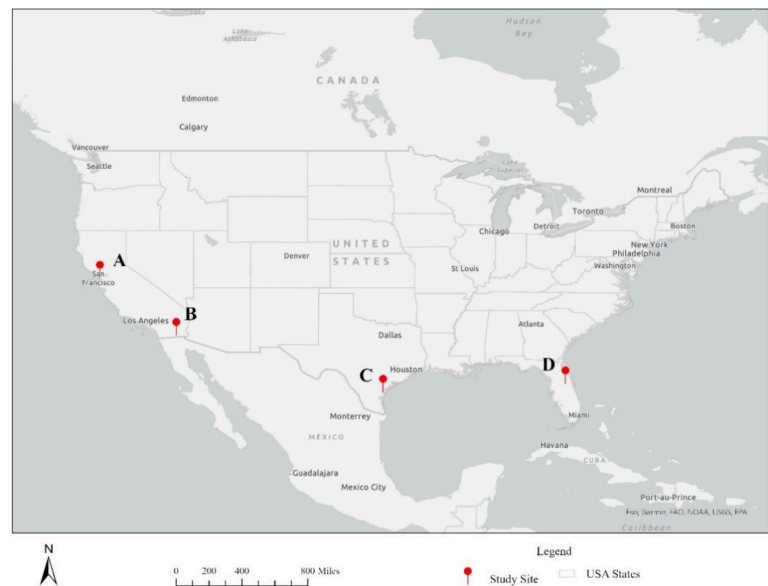 Hudson
Bay
Lake
Athabasca
CANADA
Edmonton
Calgary
Vancouver
Seattle
Lake
Superior
Montreal
Toronto
Detroit
Boston
Chicago
New York
Philadelphia
Washington
UNITED
STATES
Denver
St Louis
A
San
Francisco
B
Los Angeles
Atlanta
Dallas
C
Houston
D
Monterrey
Miami
MÉXICO
Havana
CUBA
Guadalajara
Mexico City
Port-au-Prince
Esri, Garmin, FAO, NOAA, USGS, EPA
Caribbean
N
0 200 400 800 Miles
Legend
Study Site
USA States